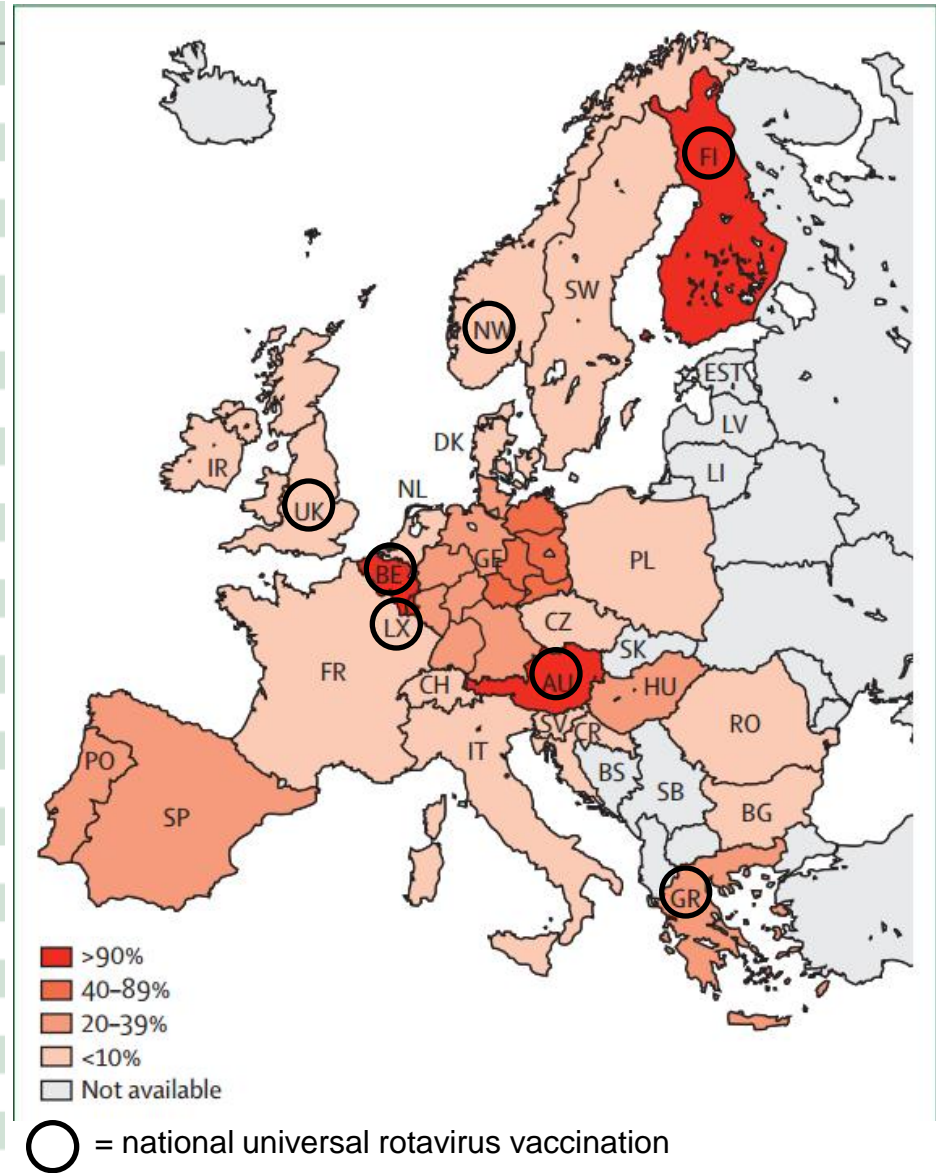 FI
NW
SW
EST
LV
LI
DK
IR
UK
NL
BE
GE
PL
LX
CZ
SK
FR
CH
AU
HU
SV
CR
RO
IT
BS
SB
PO
SP
BG
GR
>90%
40–89%
20–39%
<10%
Not available
= national universal rotavirus vaccination